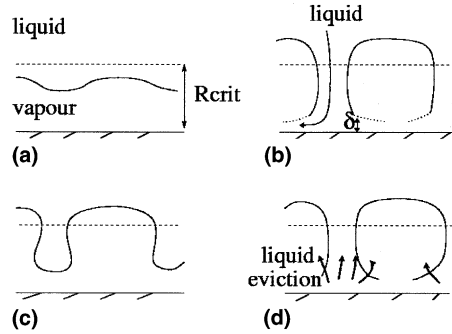 liquid
Rcrit
vapour
(a)
liquid
δ
(b)
(c)
liquid
eviction
(d)